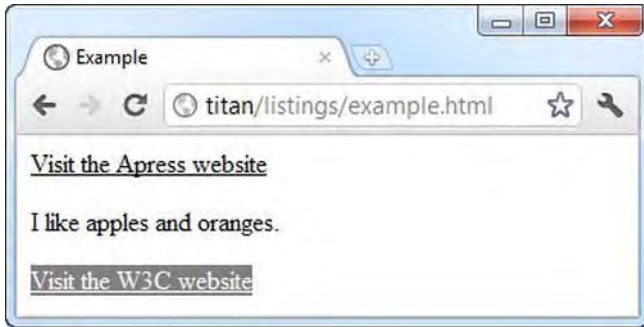 Example
titan/listings/example.html
Visit the Apress website
I like apples and oranges.
Visit the W3C website